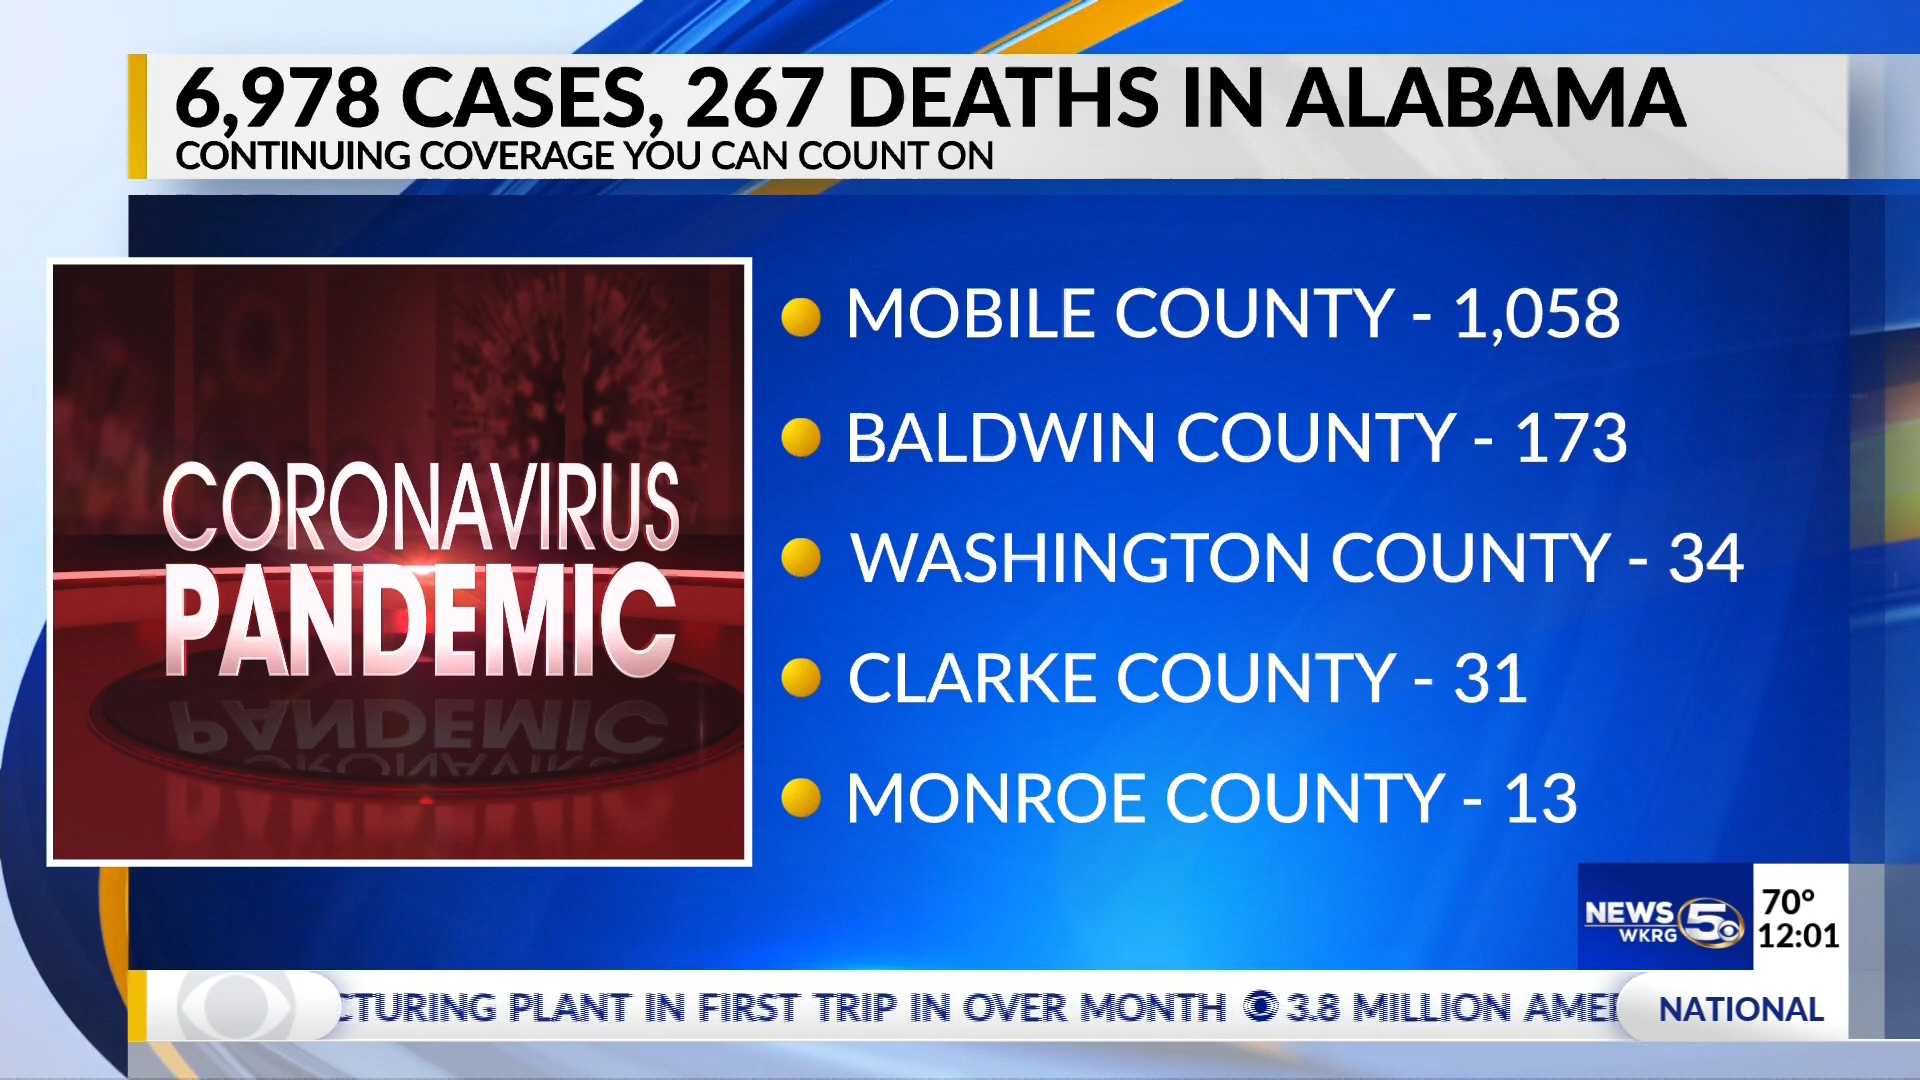 6,978 CASES, 267 DEATHS IN ALABAMA
CONTINUING COVERAGE YOU CAN COUNT ON
CORONAVIRUS
PANDEMIC
MOBILE COUNTY - 1,058
BALDWIN COUNTY - 173
WASHINGTON COUNTY - 34
CLARKE COUNTY - 31
MONROE COUNTY - 13
NEWS 5
WKRG
70°
12:01
CTURING PLANT IN FIRST TRIP IN OVER MONTH 3.8 MILLION AMEI
NATIONAL